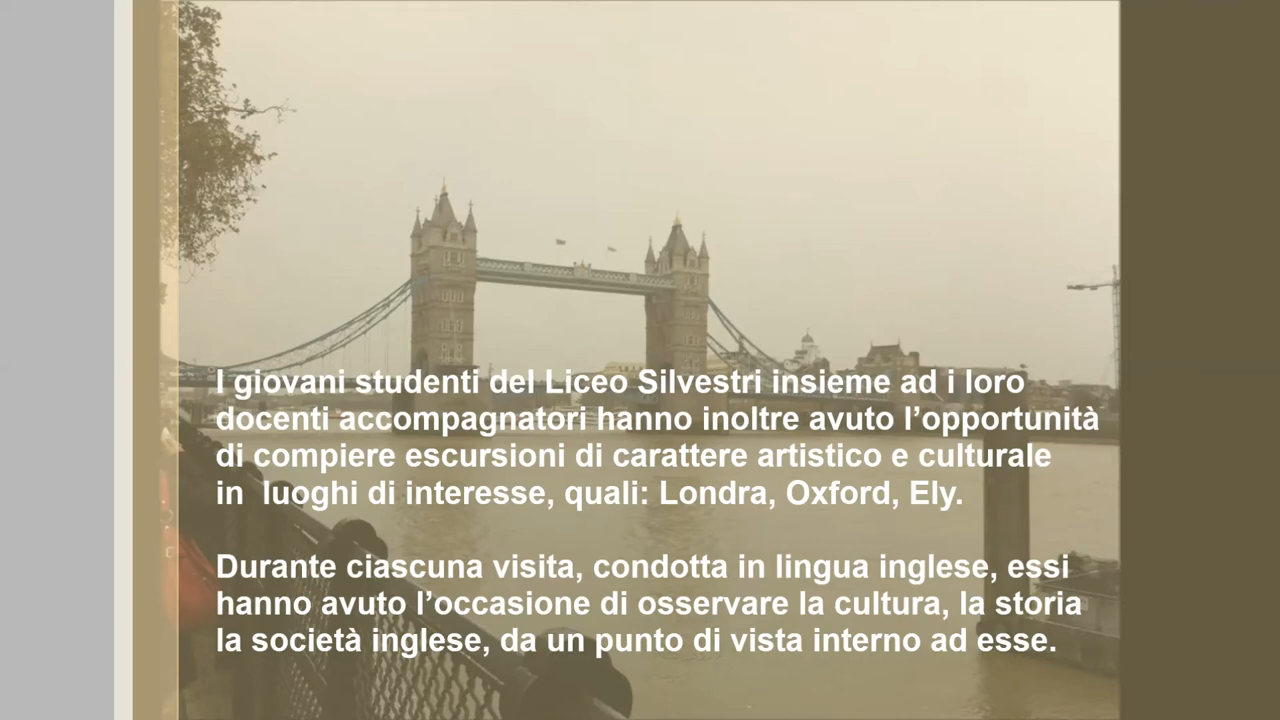 I giovani studenti del Liceo Silvestri insieme ad i loro
docenti accompagnatori hanno inoltre avuto l’opportunità
di compiere escursioni di carattere artistico e culturale
in  luoghi di interesse, quali: Londra, Oxford, Ely.
Durante ciascuna visita, condotta in lingua inglese, essi
hanno avuto l’occasione di osservare la cultura, la storia
la società inglese, da un punto di vista interno ad esse.